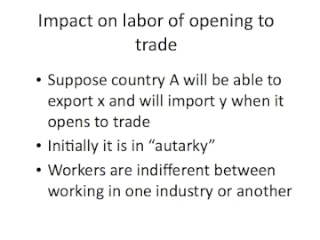 Impact on labor of opening to
trade
• Suppose country A will be able to
export x and will import y when it
opens to trade
• Initially it is in “autarky”
• Workers are indifferent between
working in one industry or another